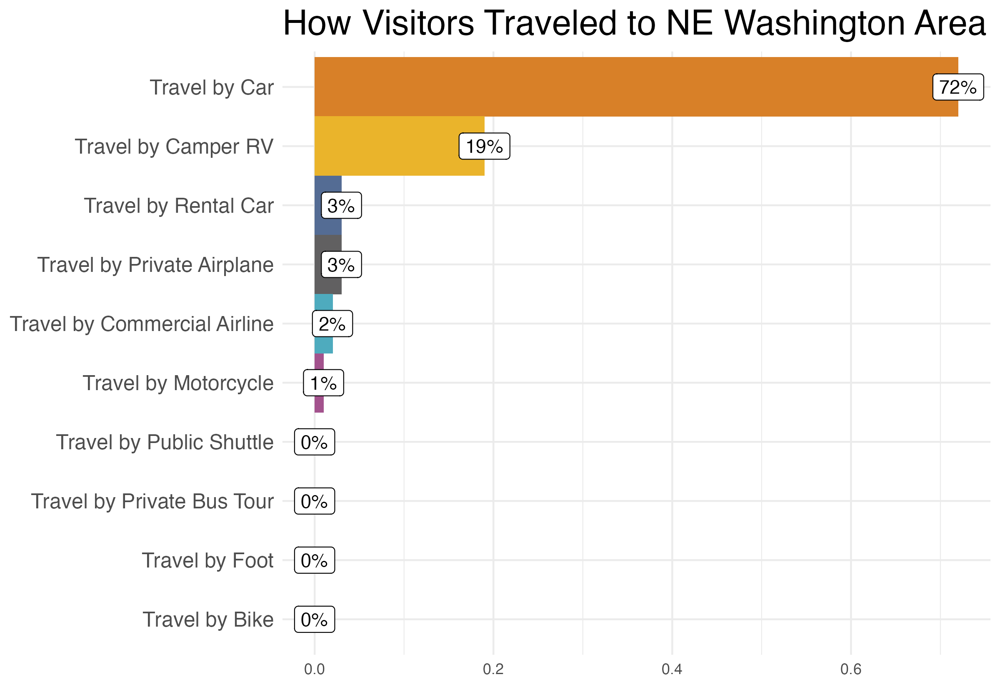 How Visitors Traveled to NE Washington Area
Travel by Car
72%
Travel by Camper RV
19%
Travel by Rental Car
3%
Travel by Private Airplane
3%
Travel by Commercial Airline
2%
Travel by Motorcycle
1%
Travel by Public Shuttle
0%
Travel by Private Bus Tour
0%
Travel by Foot
0%
Travel by Bike
0%
0.0 0.2 0.4 0.6